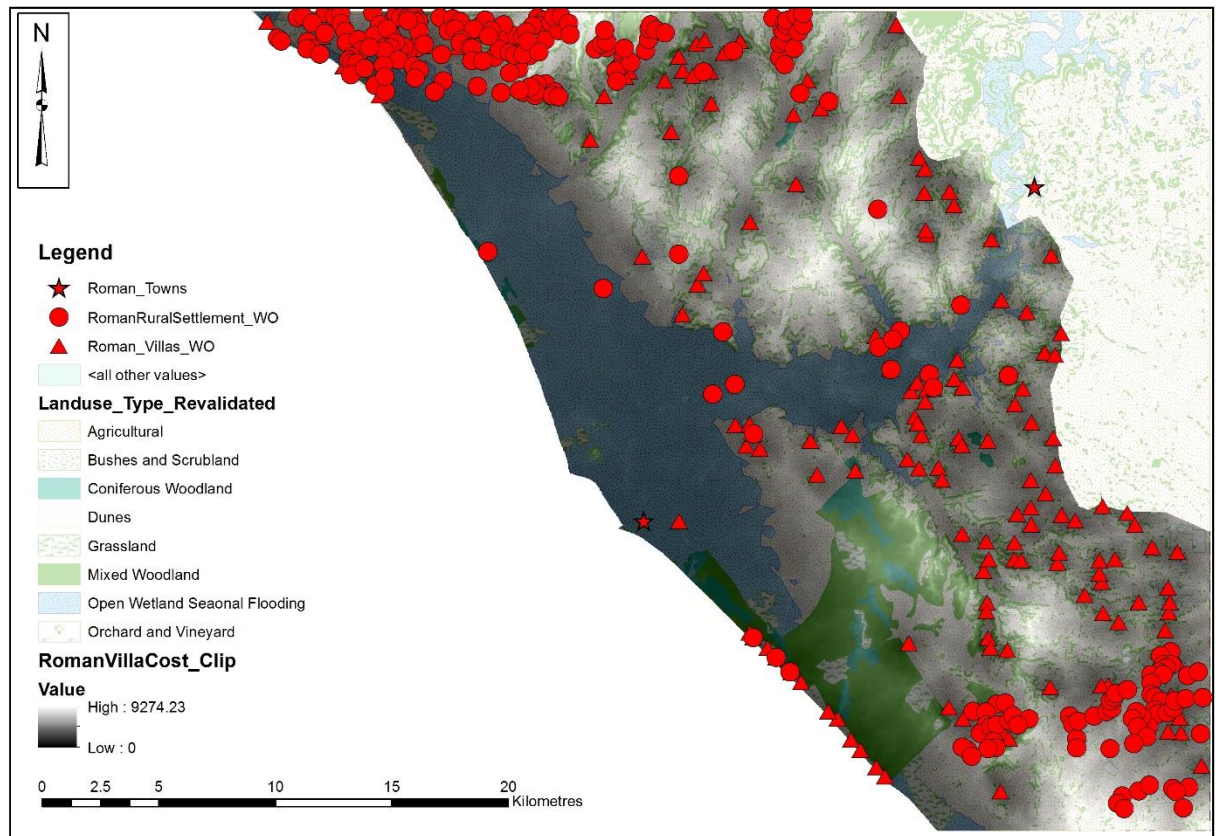 N
Legend
Roman_Towns
RomanRuralSettlement_WO
Roman_Villas_WO
<all other values>
Landuse_Type_Revalidated
Agricultural
Bushes and Scrubland
Coniferous Woodland
Dunes
Grassland
Mixed Woodland
Open Wetland Seaonal Flooding
Orchard and Vineyard
RomanVillaCost_Clip
Value
High : 9274.23
Low : 0
0 2.5 5 10 15 20
Kilometres